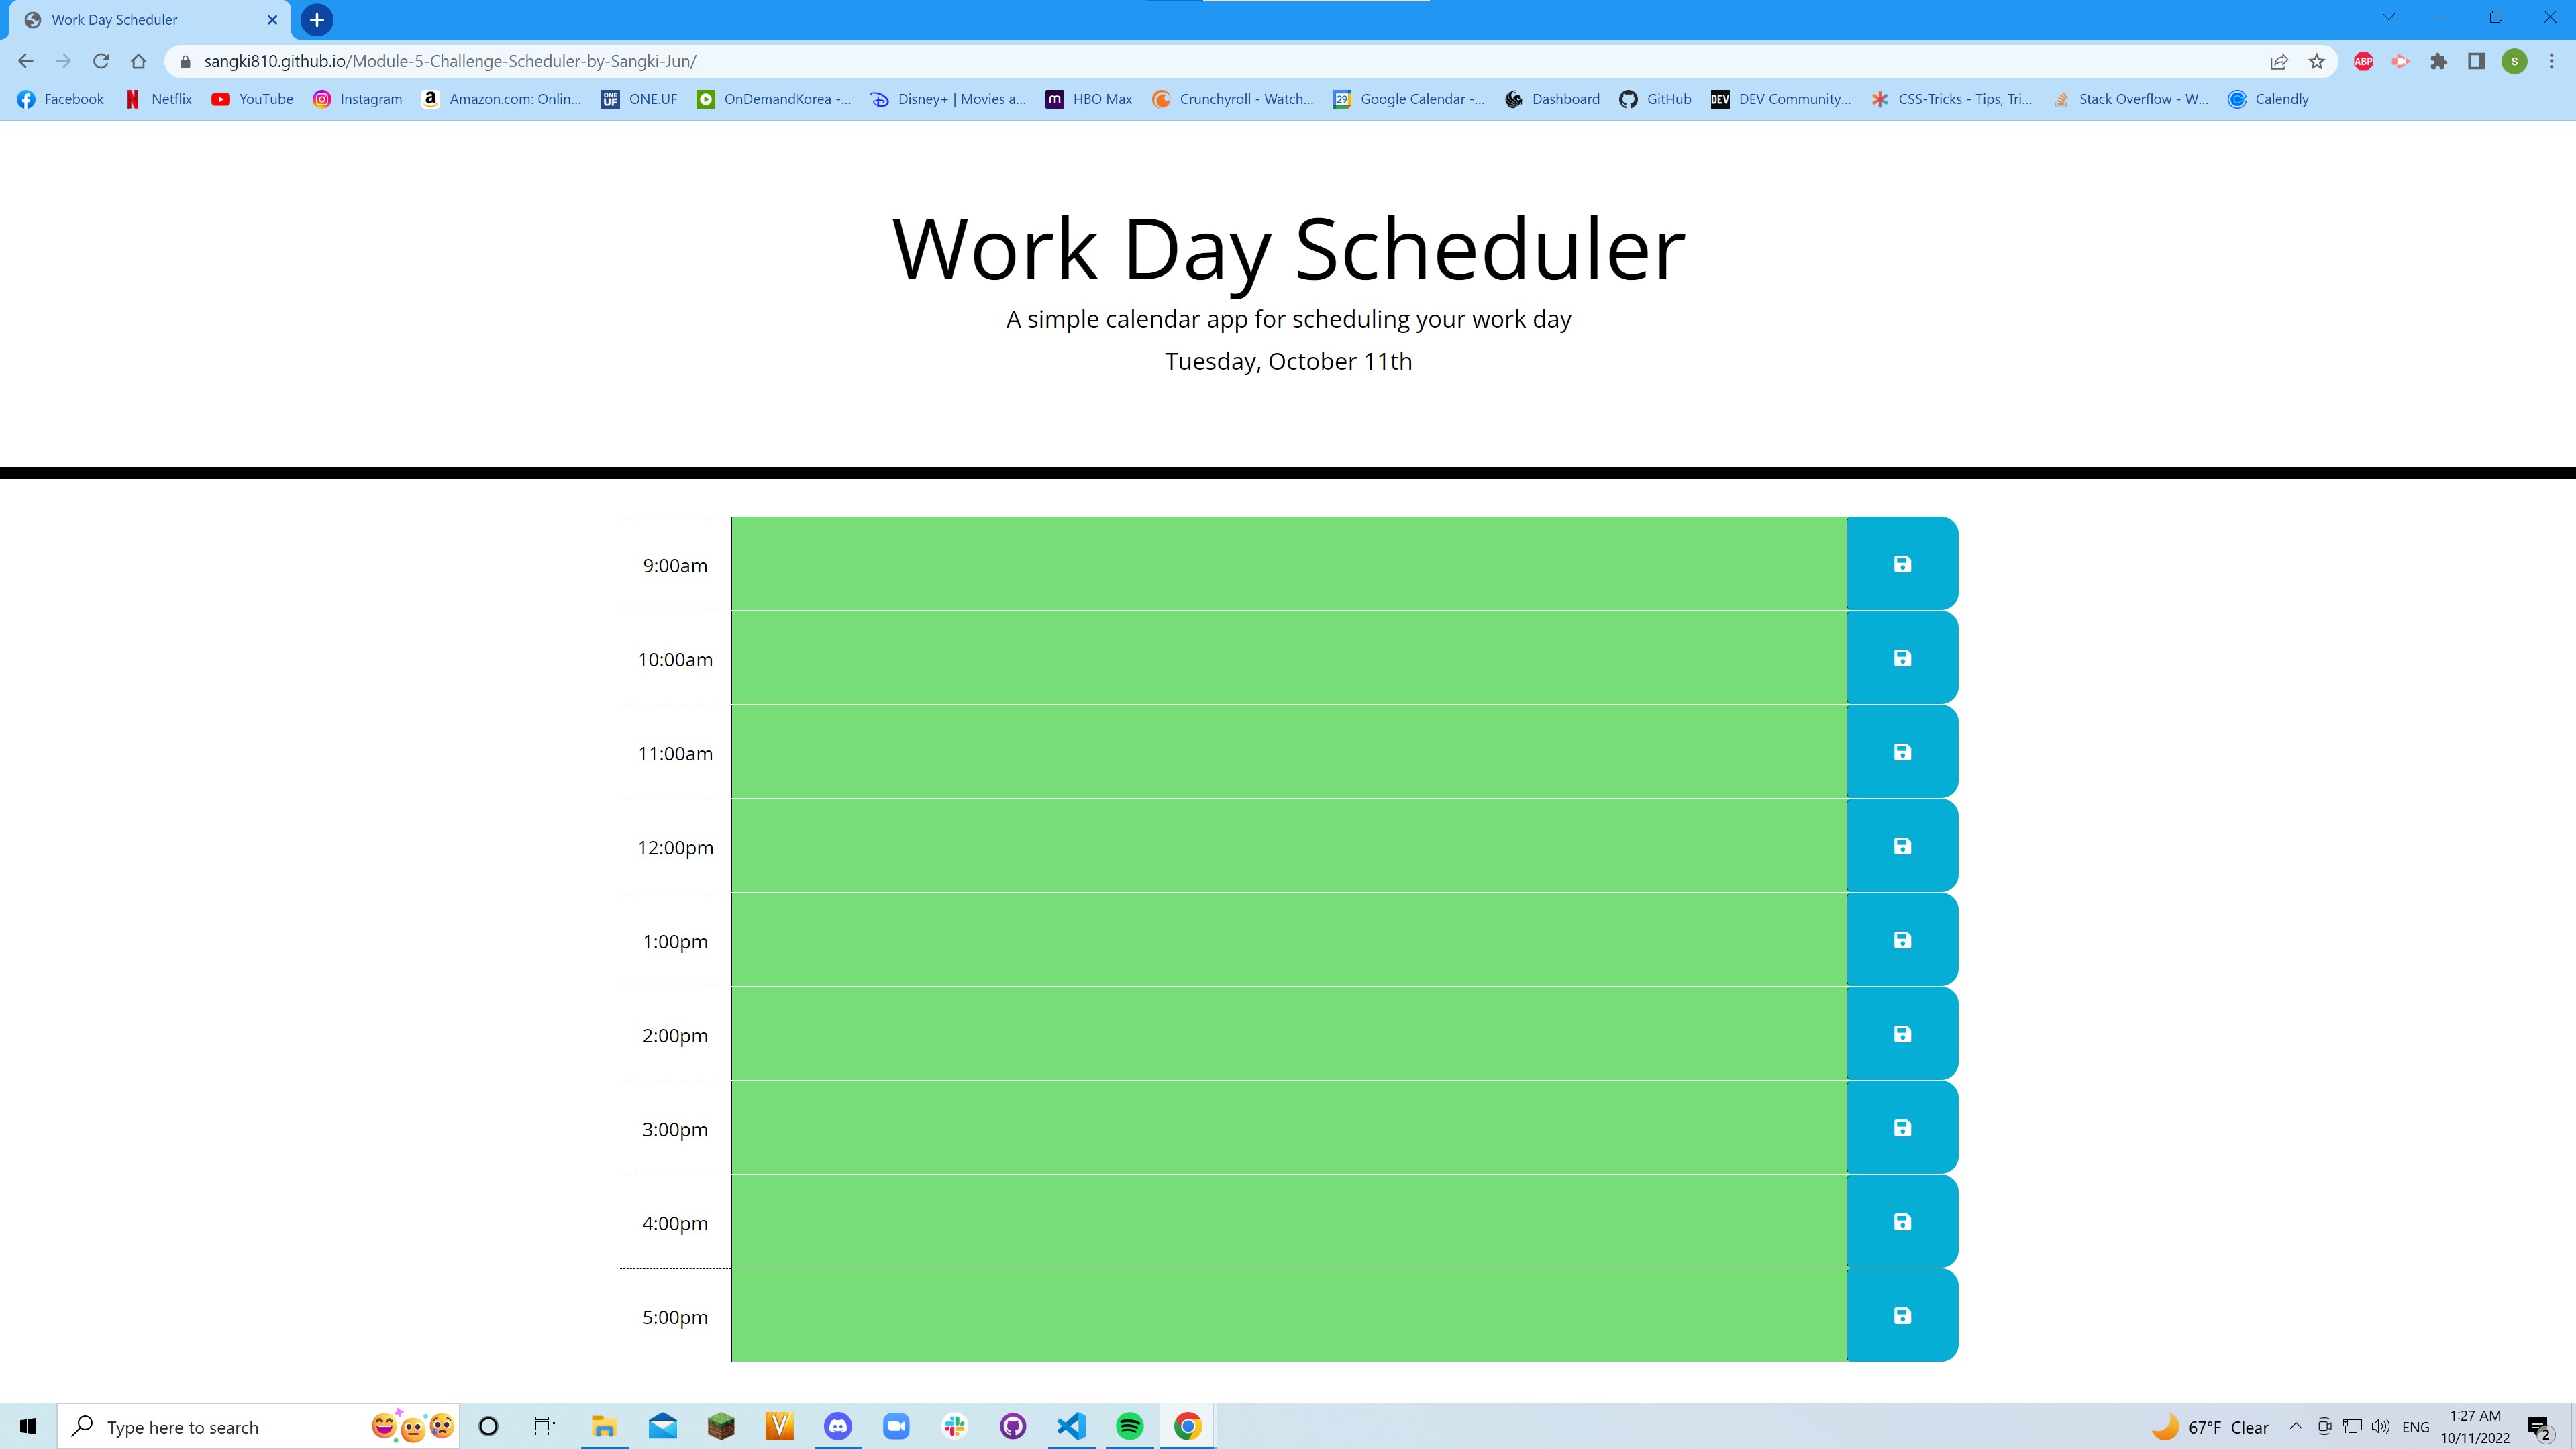 Work Day Scheduler
sangki810.github.io/Module-5-Challenge-Scheduler-by-Sangki-Jun/
ABP
S
Facebook Netflix YouTube Instagram Amazon.com: Onlin... ONE.UF OnDemandKorea -... Disney+ | Movies a... HBO Max Crunchyroll - Watch... Google Calendar -... Dashboard GitHub DEV Community... CSS-Tricks - Tips, Tri... Stack Overflow - W... Calendly
Work Day Scheduler
A simple calendar app for scheduling your work day
Tuesday, October 11th
9:00am
10:00am
11:00am
12:00pm
1:00pm
2:00pm
3:00pm
4:00pm
5:00pm
Type here to search
67°F Clear
ENG
1:27 AM
10/11/2022
2